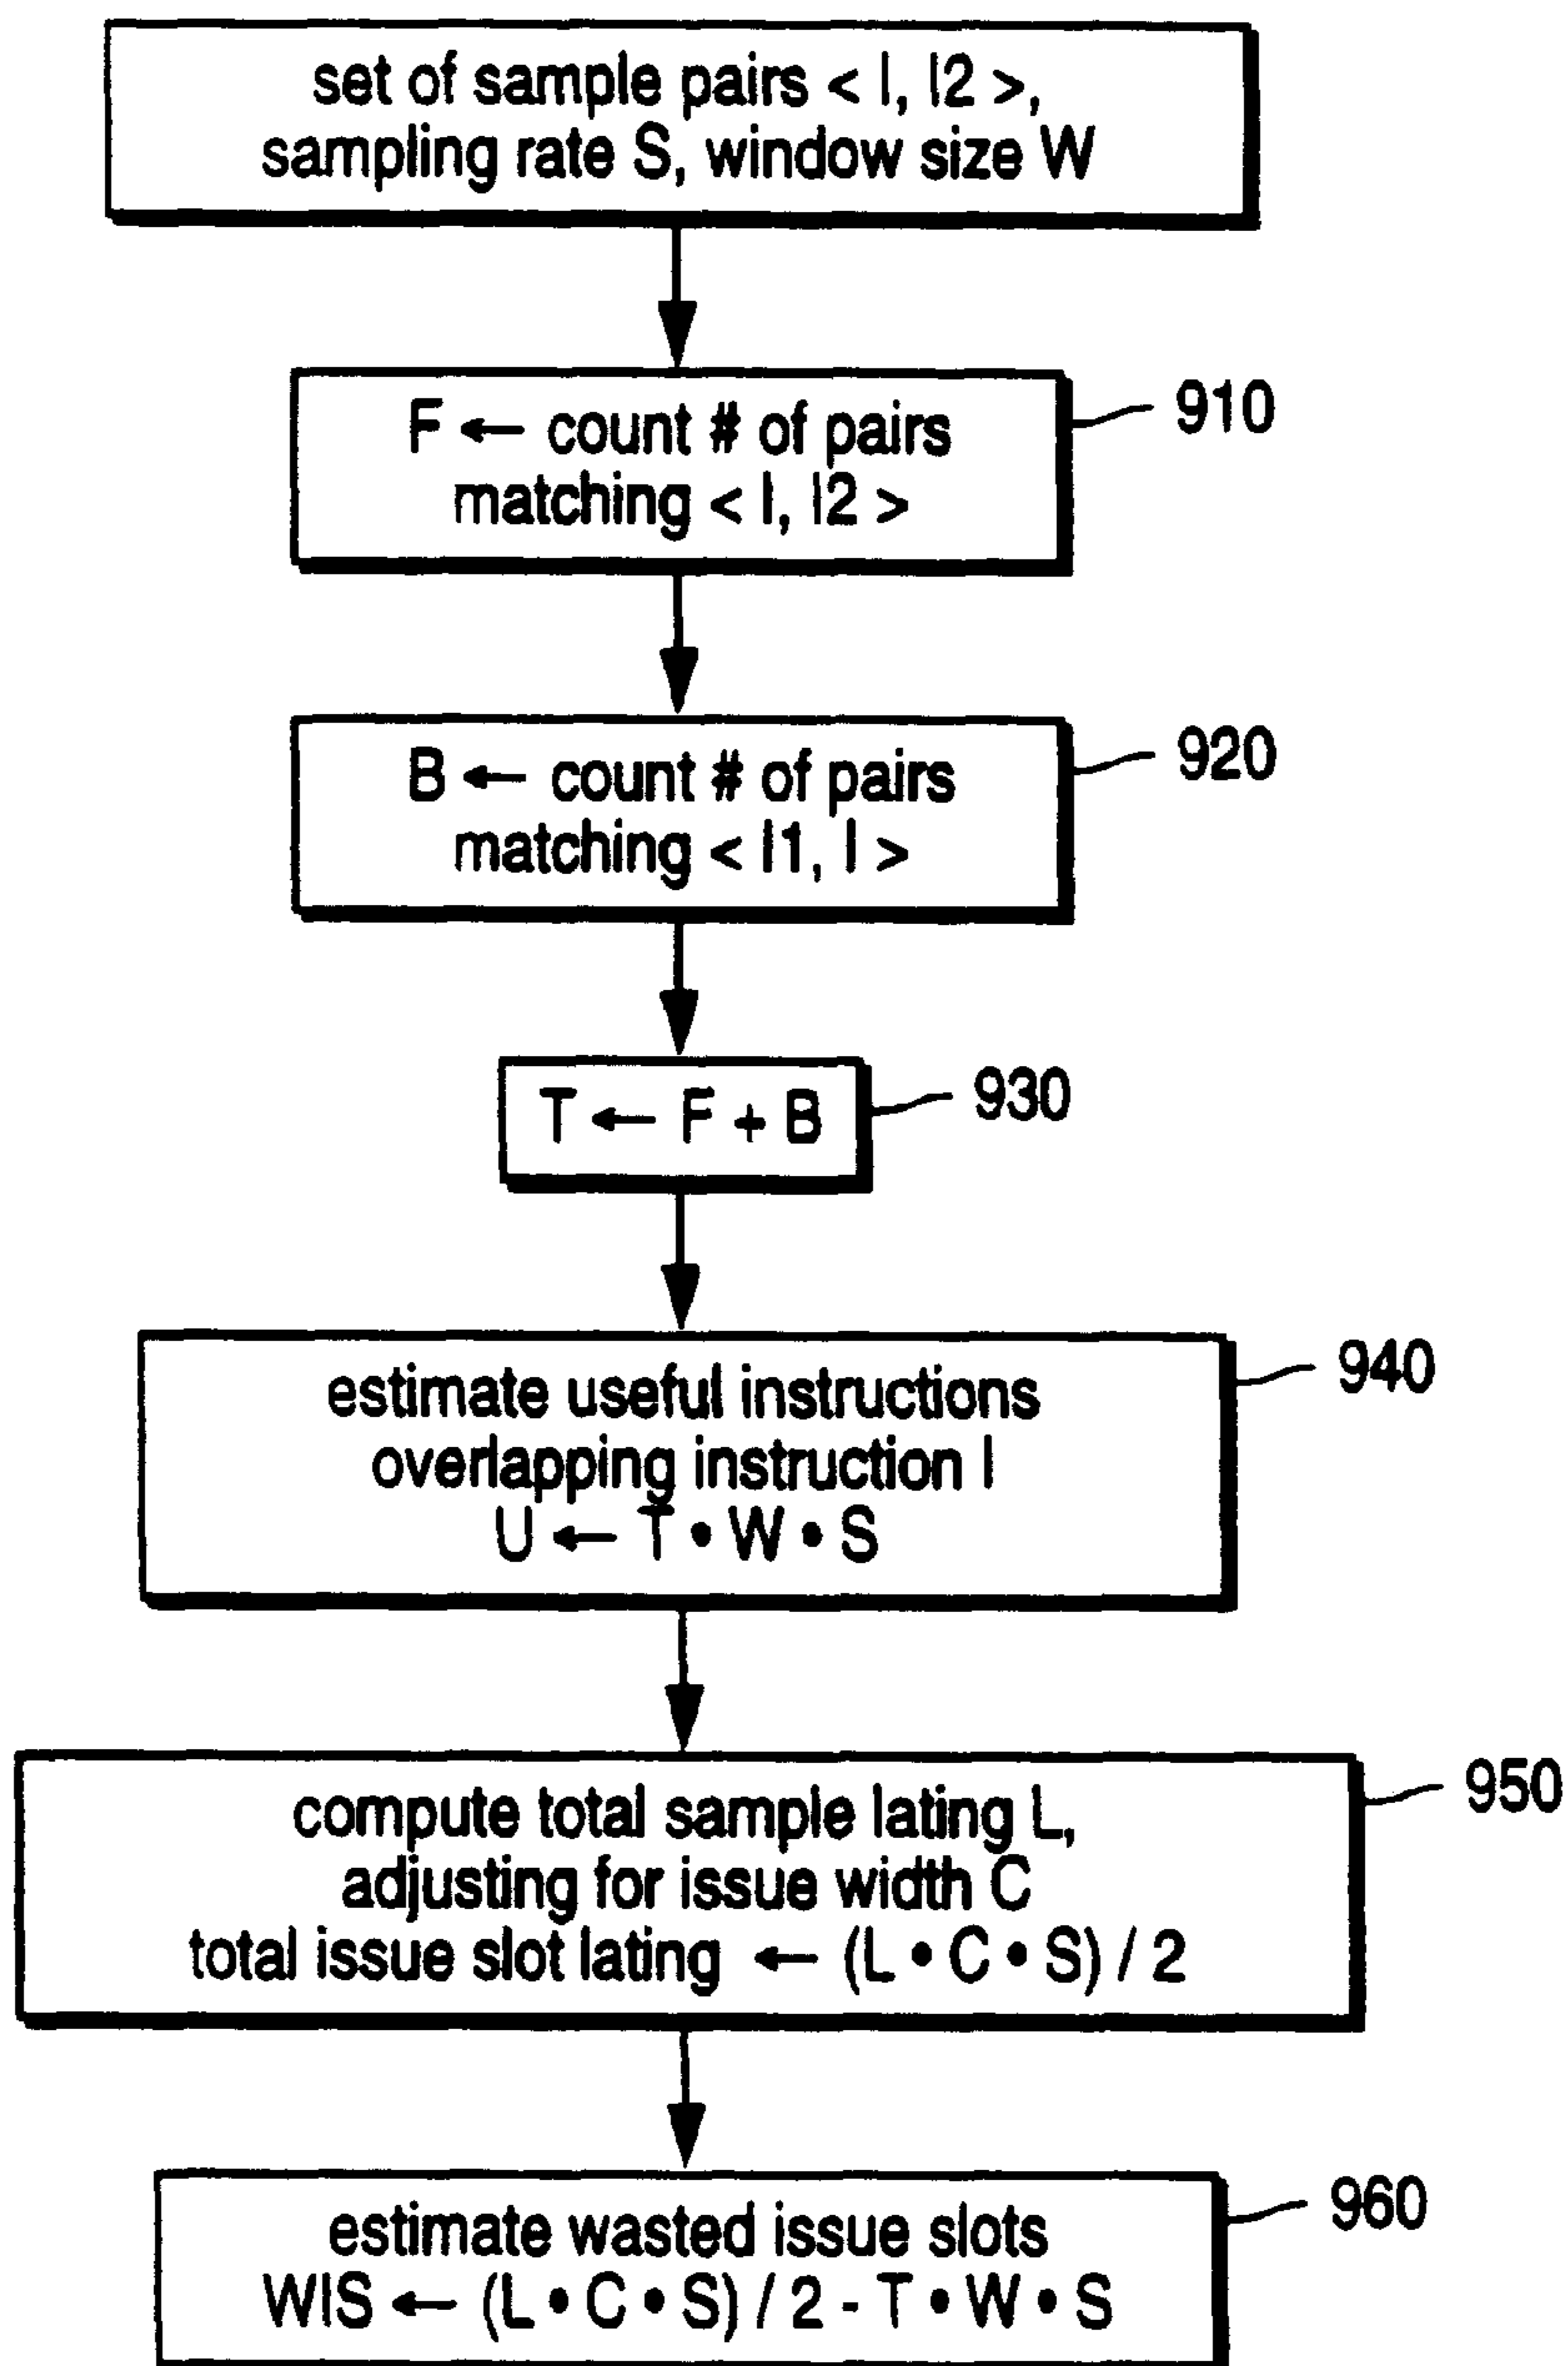 set of sample pairs < I, I2 >,
sampling rate S, window size W
F ← count # of pairs
matching < I, I2 >
910
B ← count # of pairs
matching < I1, I >
920
T ← F + B
930
estimate useful instructions
overlapping instruction I
U ← T • W • S
940
compute total sample lating L,
adjusting for issue width C
total issue slot lating ← (L • C • S) / 2
950
estimate wasted issue slots
WIS ← (L • C • S) / 2 - T • W • S
960